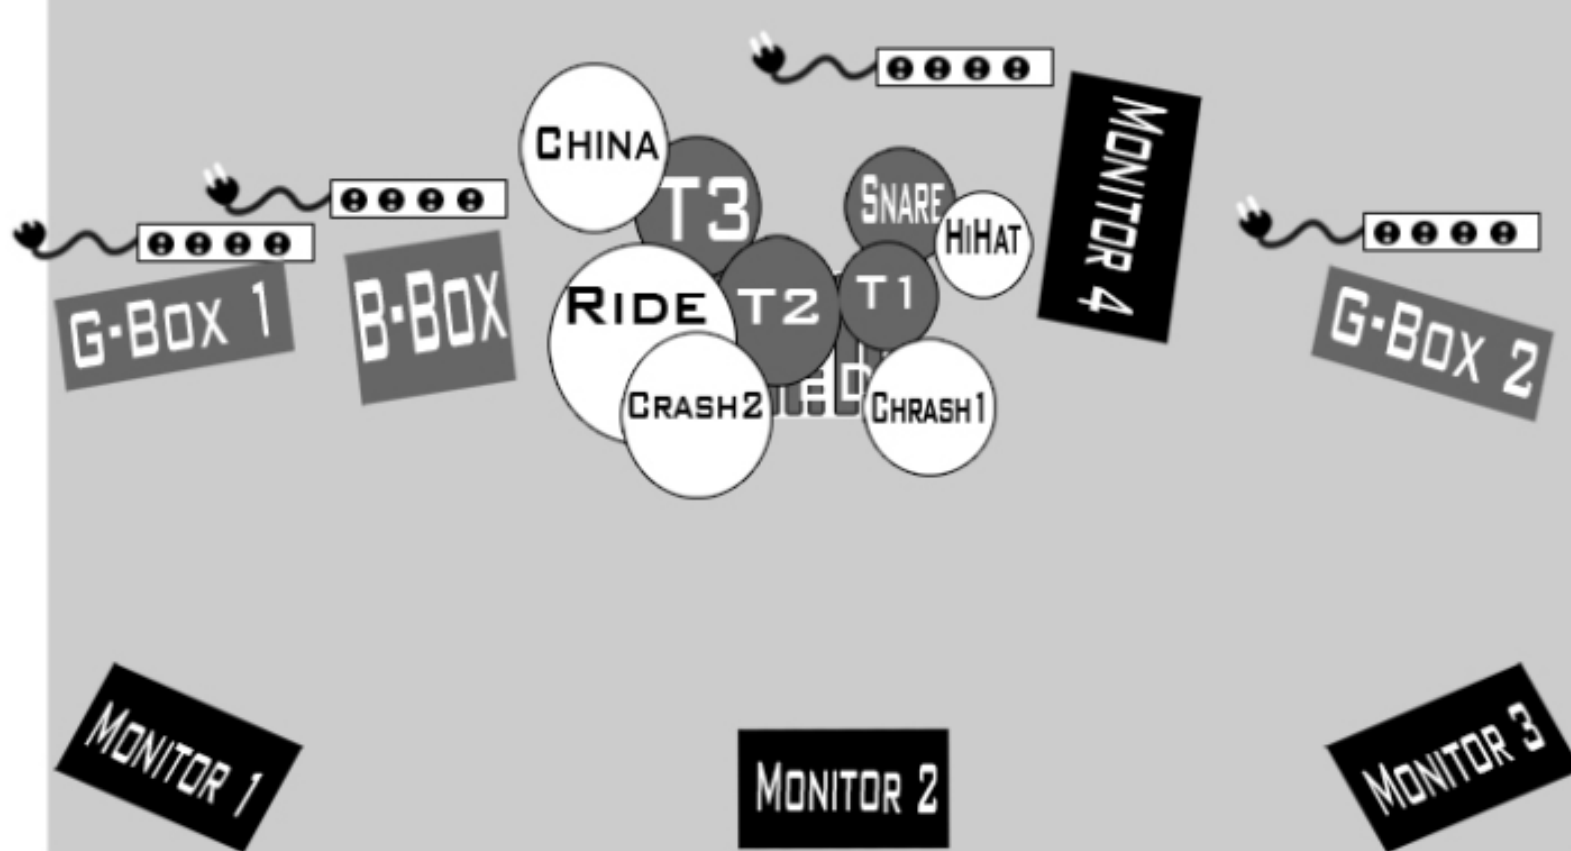 China
T3
Snare
HiHat
Monitor 4
G-Box 1
B-Box
Ride
T2
T1
G-Box 2
Crash2
Chrash1
Monitor 1
Monitor 2
Monitor 3